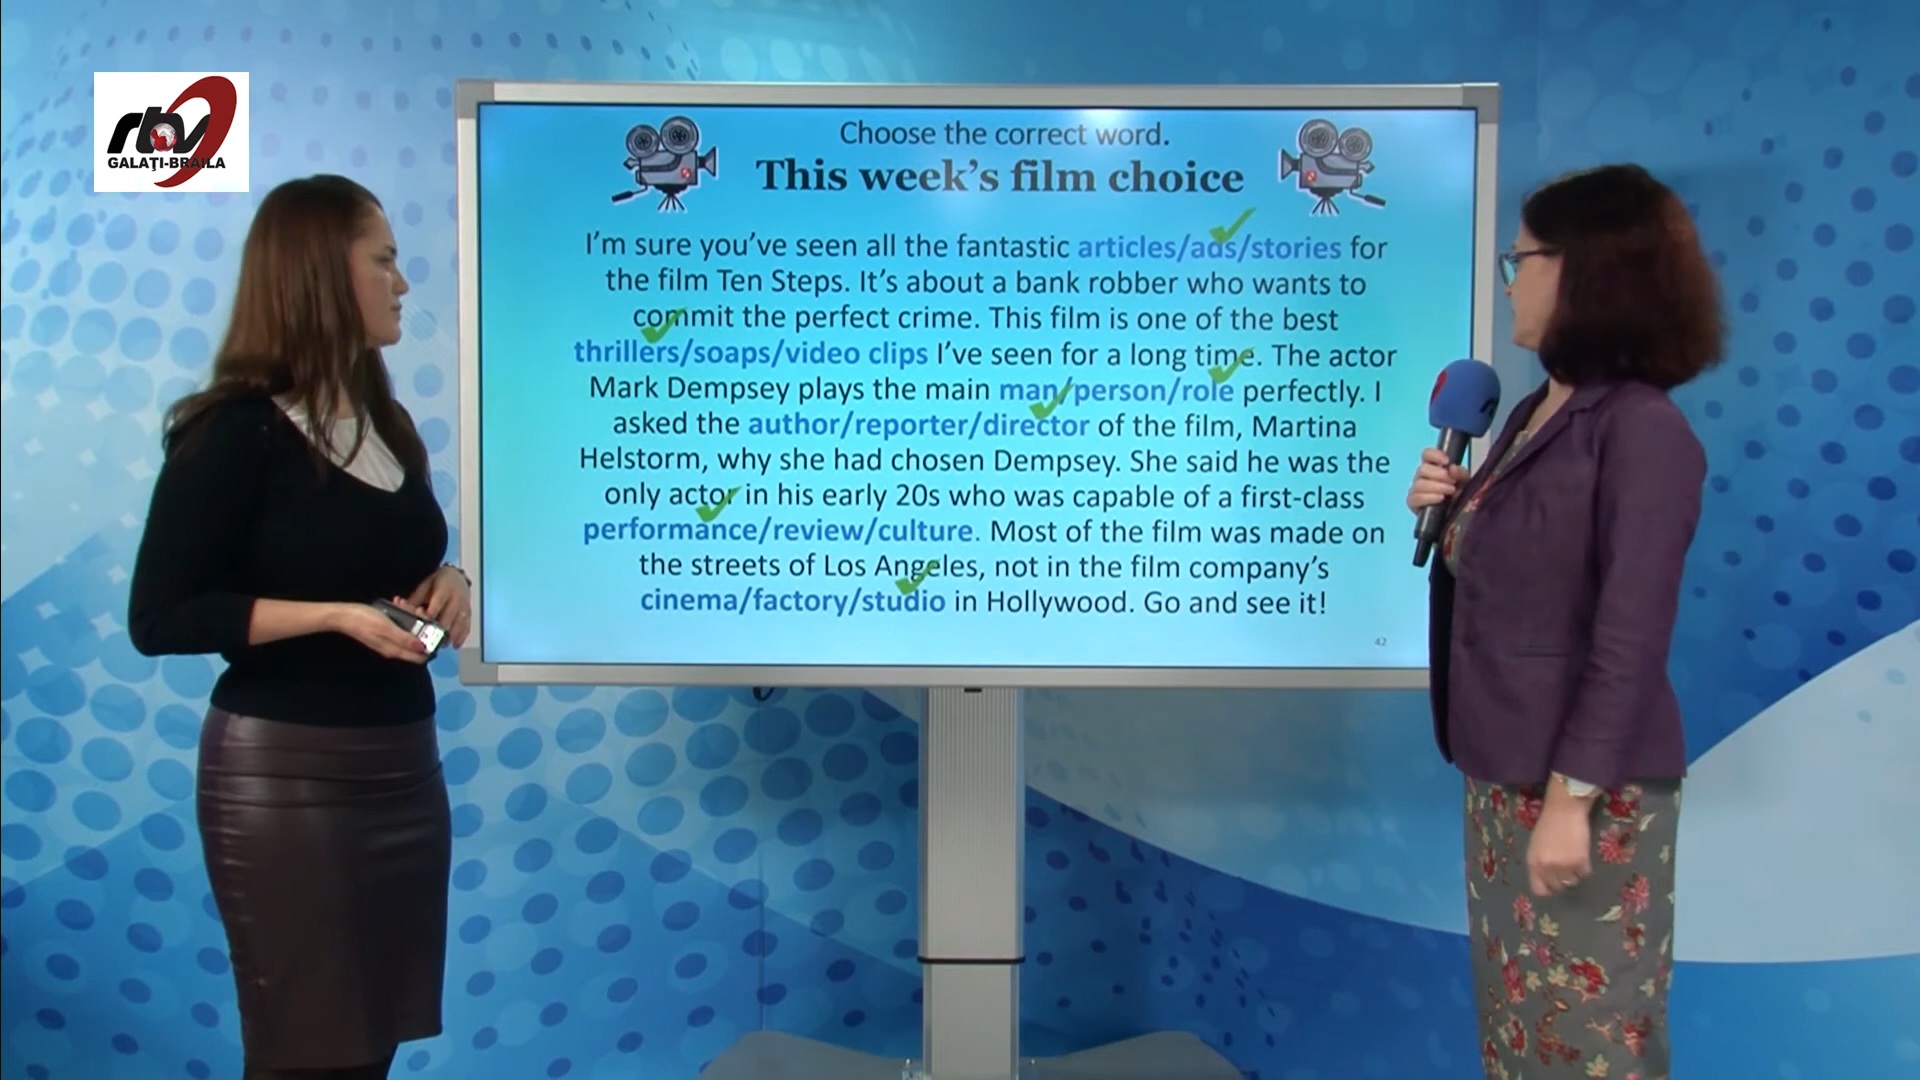 rtv
GALAŢI-BRĂILA
Choose the correct word.
This week's film choice
I'm sure you've seen all the fantastic articles/ads/stories for
the film Ten Steps. It's about a bank robber who wants to
commit the perfect crime. This film is one of the best
thrillers/soaps/video clips I've seen for a long time. The actor
Mark Dempsey plays the main man/person/role perfectly. I
asked the author/reporter/director of the film, Martina
Helstorm, why she had chosen Dempsey. She said he was the
only actor in his early 20s who was capable of a first-class
performance/review/culture. Most of the film was made on
the streets of Los Angeles, not in the film company's
cinema/factory/studio in Hollywood. Go and see it!
42